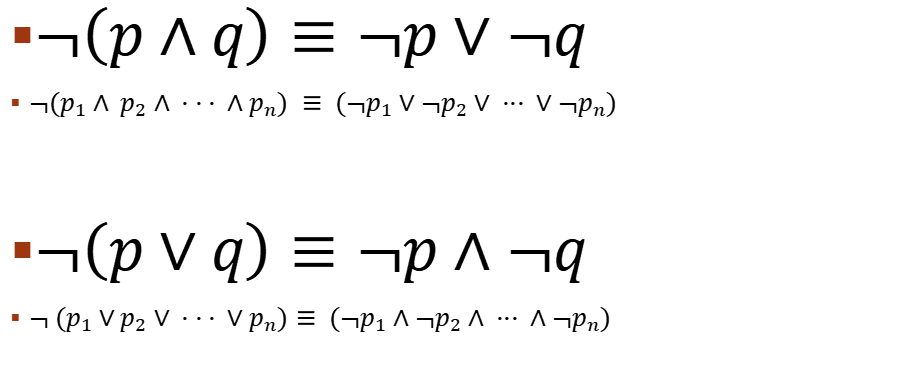 ▪¬(𝑝 ∧ 𝑞) ≡ ¬𝑝 ∨ ¬𝑞
▪ ¬(𝑝₁ ∧ 𝑝₂ ∧ · · · ∧ 𝑝ₙ) ≡ (¬𝑝₁ ∨ ¬𝑝₂ ∨ ⋯ ∨ ¬𝑝ₙ)
▪¬(𝑝 ∨ 𝑞) ≡ ¬𝑝 ∧ ¬𝑞
▪ ¬ (𝑝₁ ∨ 𝑝₂ ∨ · · · ∨ 𝑝ₙ) ≡ (¬𝑝₁ ∧ ¬𝑝₂ ∧ ⋯ ∧ ¬𝑝ₙ)